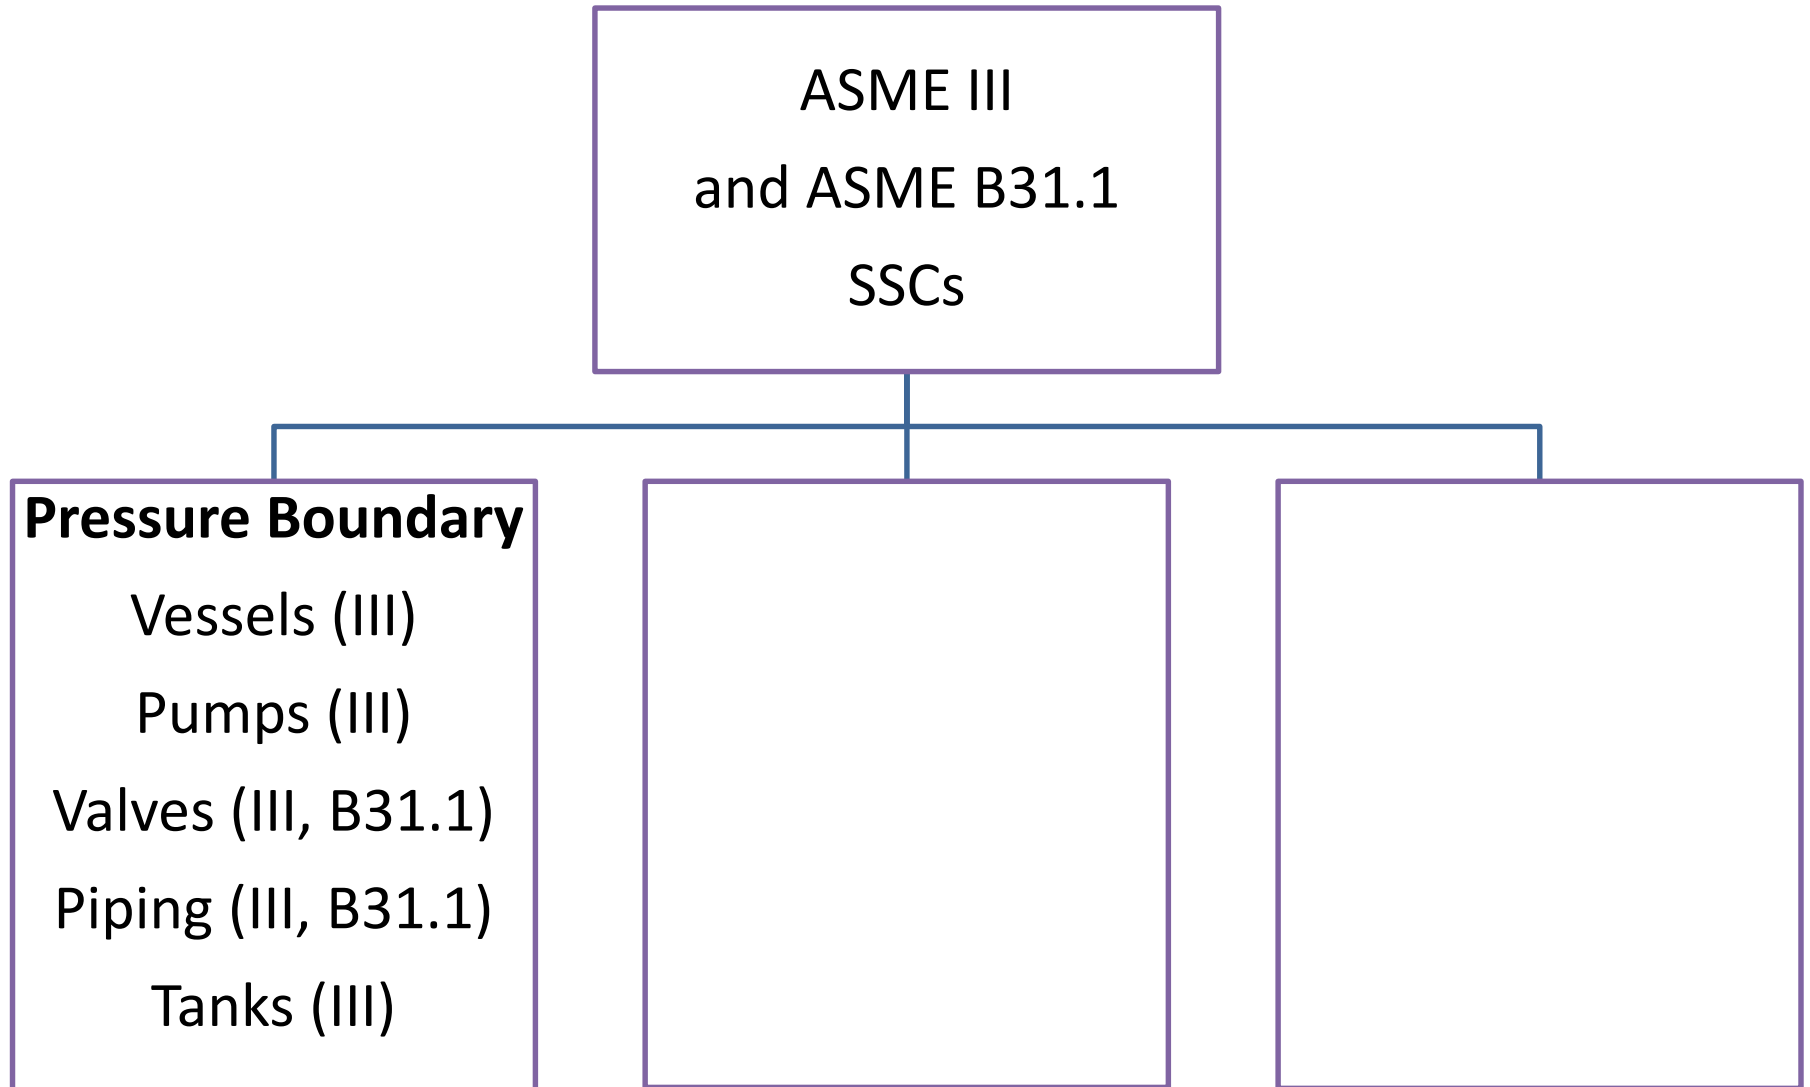 ASME III
and ASME B31.1
SSCs
Pressure Boundary
Vessels (III)
Pumps (III)
Valves (III, B31.1)
Piping (III, B31.1)
Tanks (III)